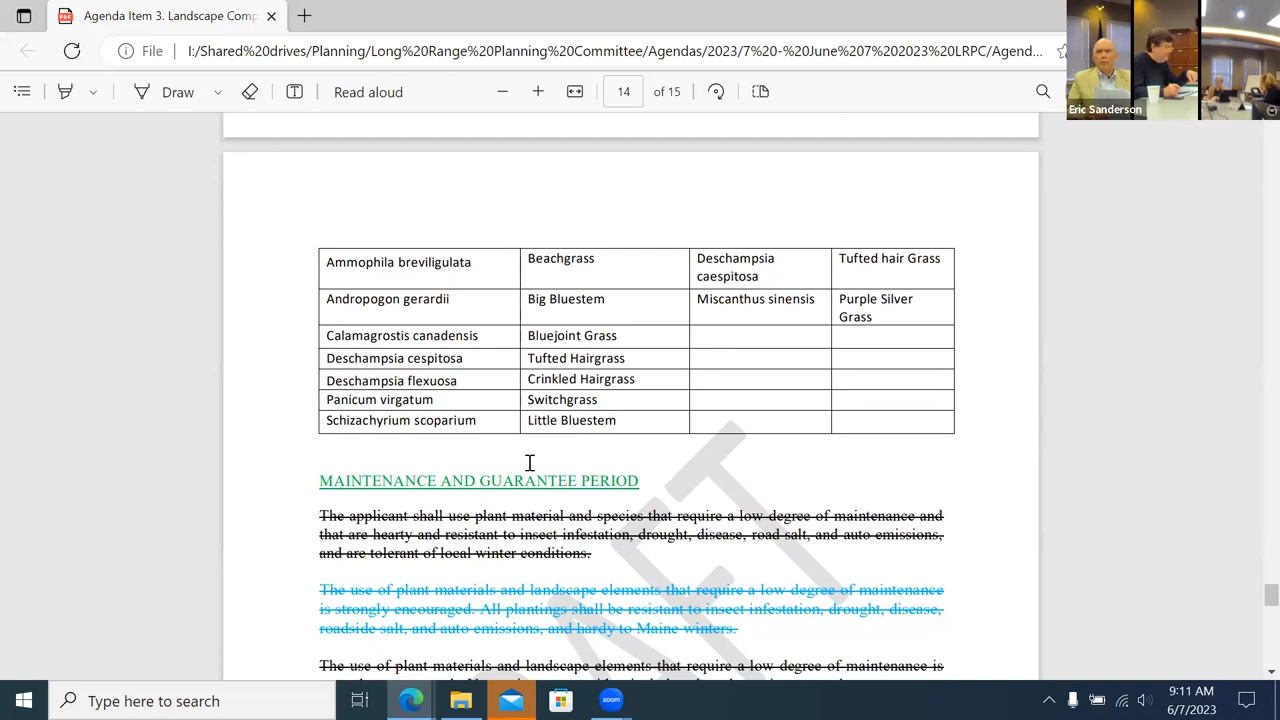 Agenda Item 3. Landscape Comp
File
I:/Shared%20drives/Planning/Long%20Range%20Planning%20Committee/Agendas/2023/7%20-%20June%207%202023%20LRPC/Agend...
Draw
Read aloud
14 of 15
Eric Sanderson
Ammophila breviligulata Beachgrass Deschampsia caespitosa Tufted hair Grass
Andropogon gerardii Big Bluestem Miscanthus sinensis Purple Silver Grass
Calamagrostis canadensis Bluejoint Grass
Deschampsia cespitosa Tufted Hairgrass
Deschampsia flexuosa Crinkled Hairgrass
Panicum virgatum Switchgrass
Schizachyrium scoparium Little Bluestem
MAINTENANCE AND GUARANTEE PERIOD
The applicant shall use plant material and species that require a low degree of maintenance and
that are hearty and resistant to insect infestation, drought, disease, road salt, and auto emissions,
and are tolerant of local winter conditions.
The use of plant materials and landscape elements that require a low degree of maintenance
is strongly encouraged. All plantings shall be resistant to insect infestation, drought, disease,
roadside salt, and auto emissions, and hardy to Maine winters.
The use of plant materials and landscape elements that require a low degree of maintenance is
DRAFT
Type here to search
zoom
9:11 AM
6/7/2023